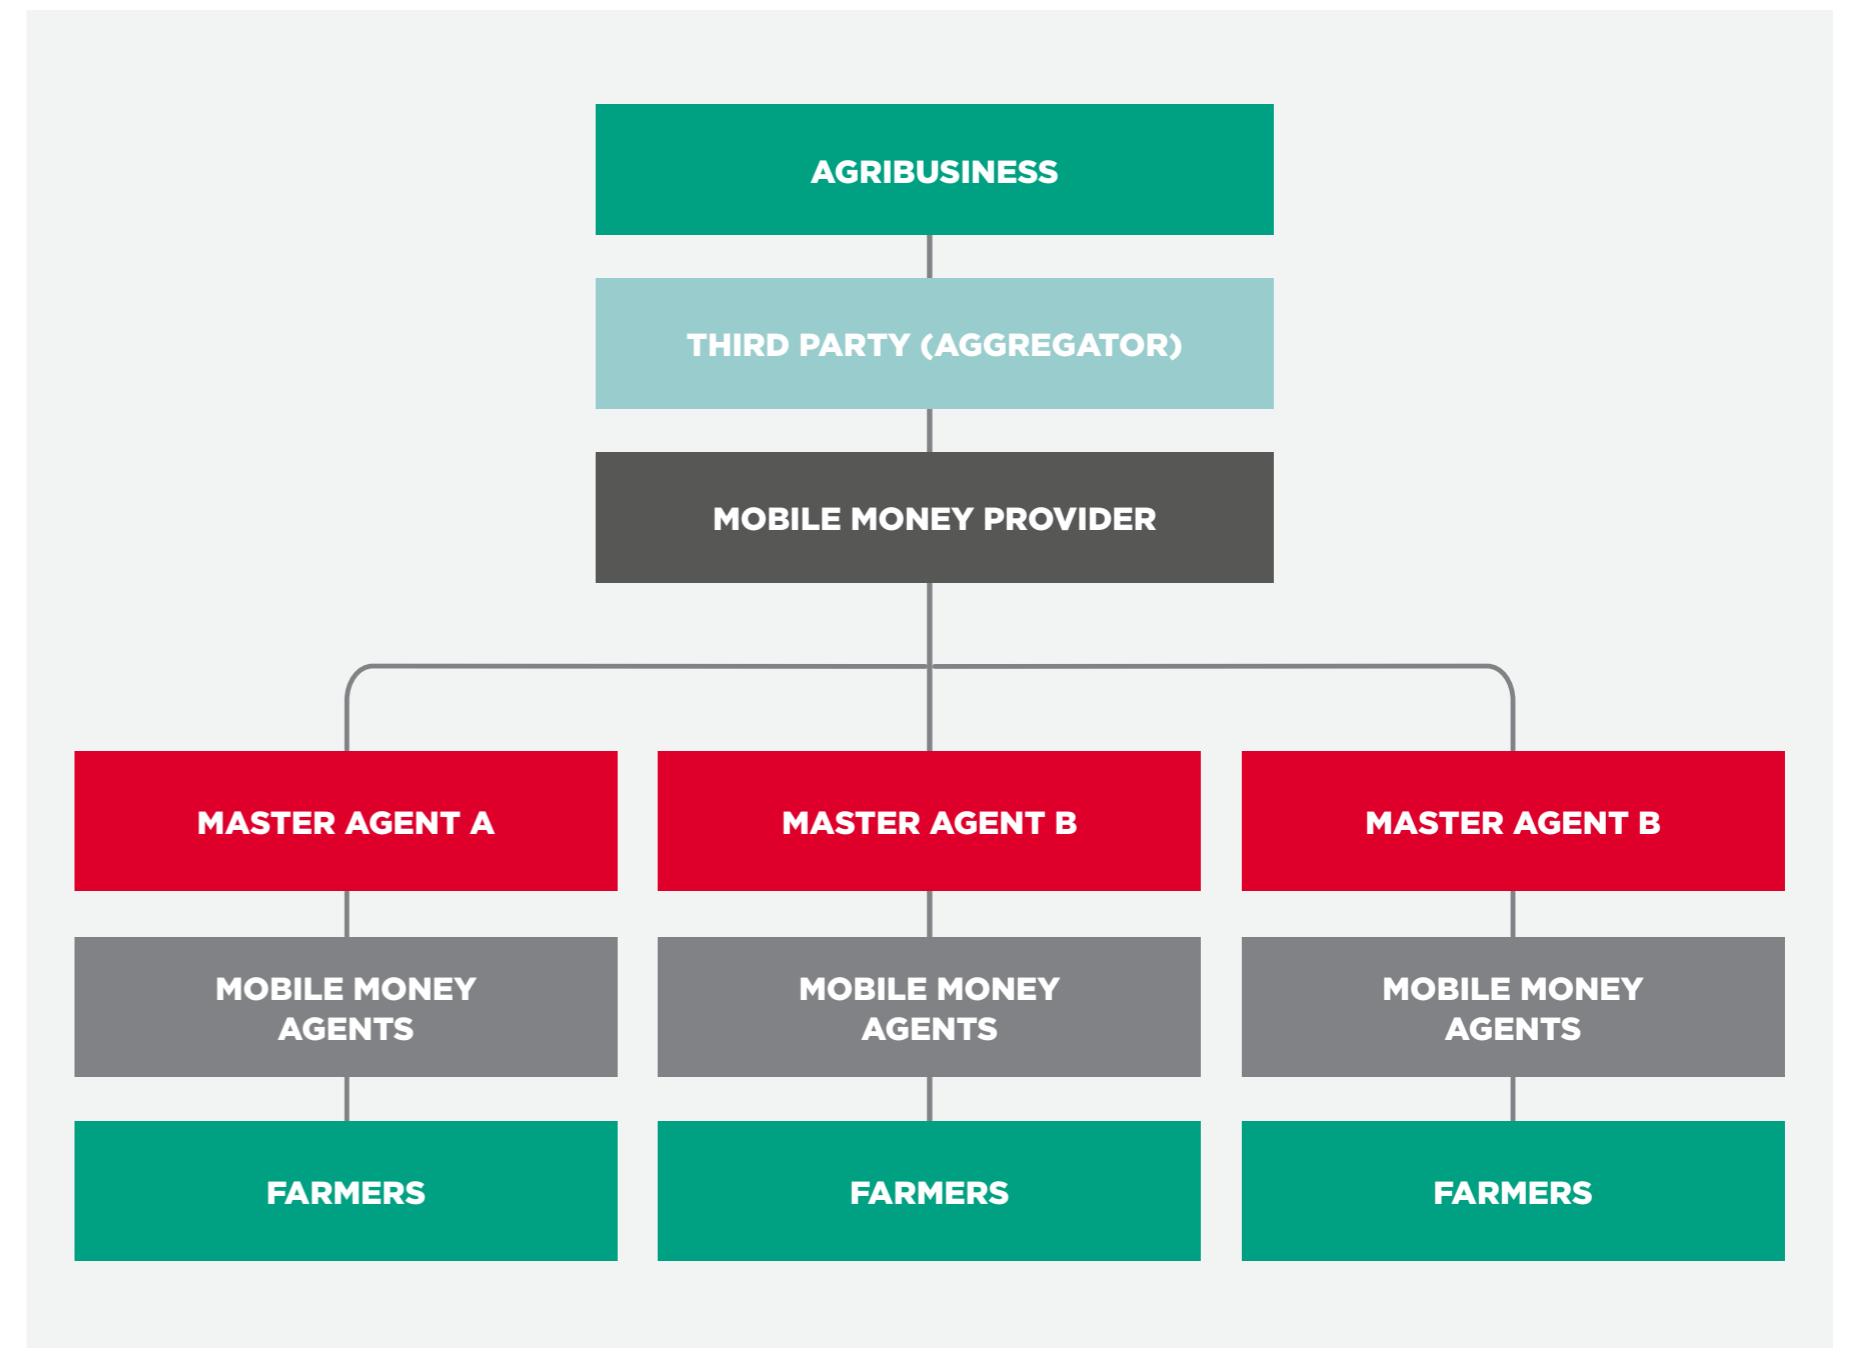 AGRIBUSINESS
THIRD PARTY (AGGREGATOR)
MOBILE MONEY PROVIDER
MASTER AGENT A
MASTER AGENT B
MASTER AGENT B
MOBILE MONEY
AGENTS
MOBILE MONEY
AGENTS
MOBILE MONEY
AGENTS
FARMERS
FARMERS
FARMERS